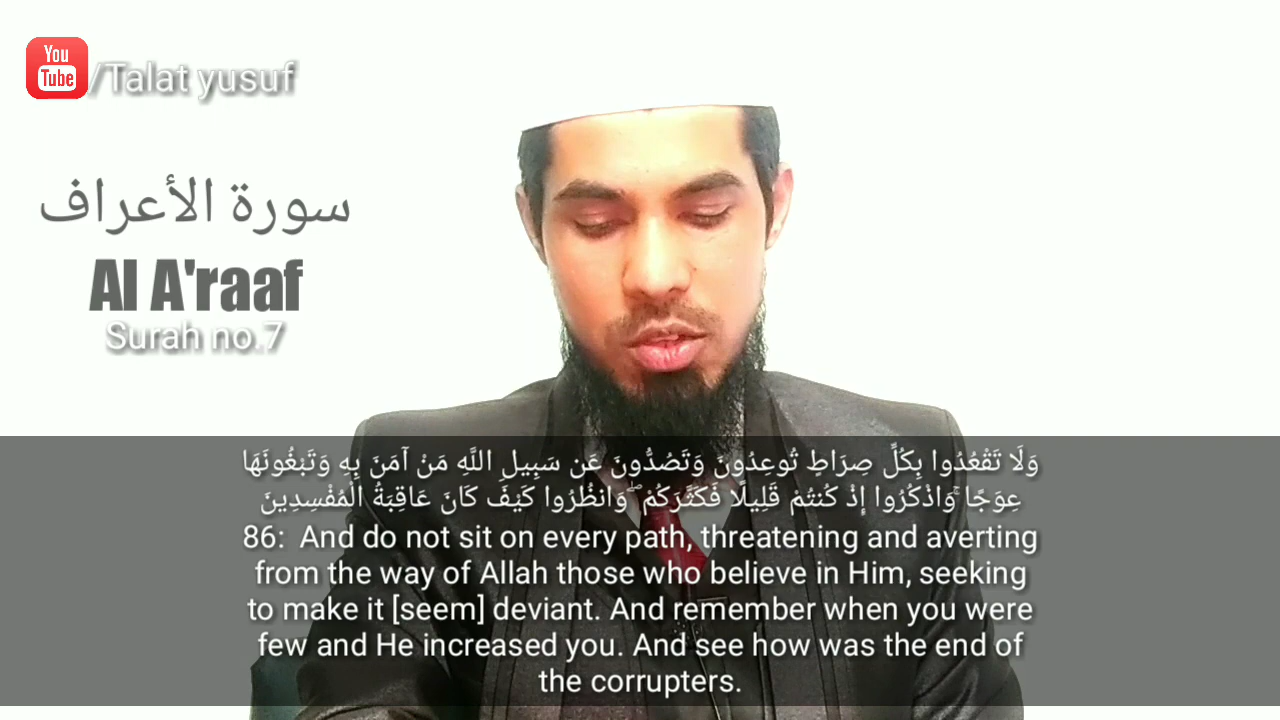 You
Tube
/Talat yusuf
سورة الأعراف
Al A'raaf
Surah no.7
وَلَا تَقْعُدُوا بِكُلِّ صِرَاطٍ تُوعِدُونَ وَتَصُدُّونَ عَن سَبِيلِ اللَّهِ مَنْ آمَنَ بِهِ وَتَبْغُونَهَا
عِوَجًا ۚ وَاذْكُرُوا إِذْ كُنتُمْ قَلِيلًا فَكَثَّرَكُمْ ۖ وَانظُرُوا كَيْفَ كَانَ عَاقِبَةُ الْمُفْسِدِينَ
86:  And do not sit on every path, threatening and averting
from the way of Allah those who believe in Him, seeking
to make it [seem] deviant. And remember when you were
few and He increased you. And see how was the end of
the corrupters.